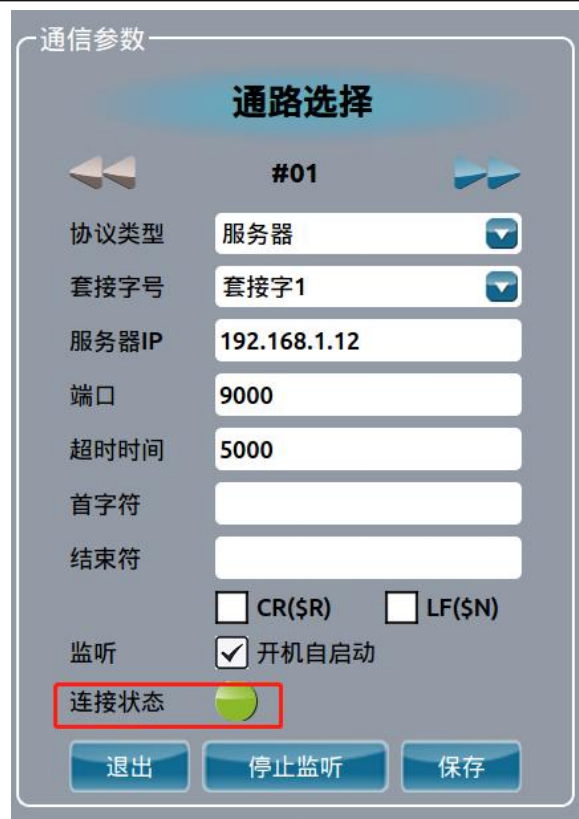 通信参数
通路选择
#01
协议类型 服务器
套接字号 套接字1
服务器IP 192.168.1.12
端口 9000
超时时间 5000
首字符
结束符
CR($R) LF($N)
监听 开机自启动
连接状态
退出 停止监听 保存